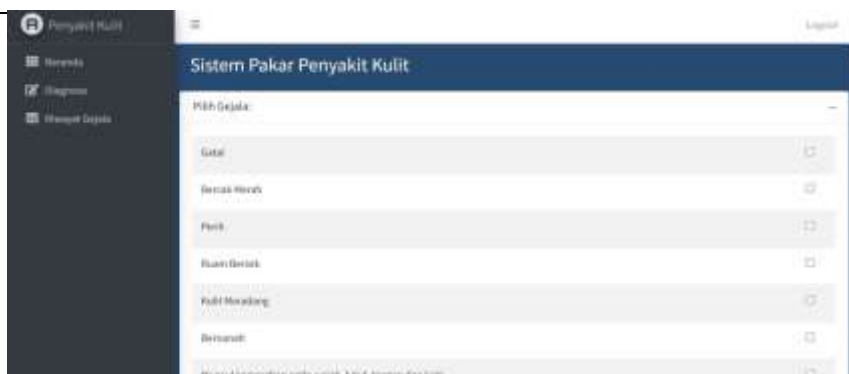 Penyakit Kulit
Logout
Beranda
Diagnosa
Riwayat Gejala
Sistem Pakar Penyakit Kulit
Pilih Gejala:
Gatal
Bercak Merah
Perih
Ruam Bersisik
Kulit Meradang
Bernanah